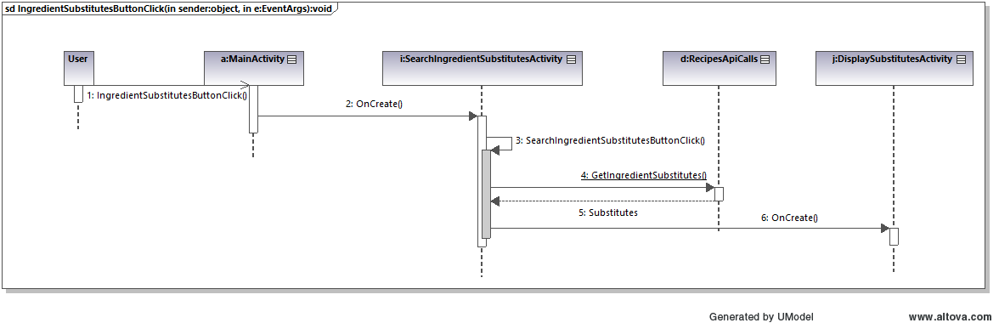 sd IngredientSubstitutesButtonClick(in sender:object, in e:EventArgs):void
User
a:MainActivity
i:SearchIngredientSubstitutesActivity
d:RecipesApiCalls
j:DisplaySubstitutesActivity
1: IngredientSubstitutesButtonClick()
2: OnCreate()
3: SearchIngredientSubstitutesButtonClick()
4: GetIngredientSubstitutes()
5: Substitutes
6: OnCreate()
Generated by UModel
www.altova.com